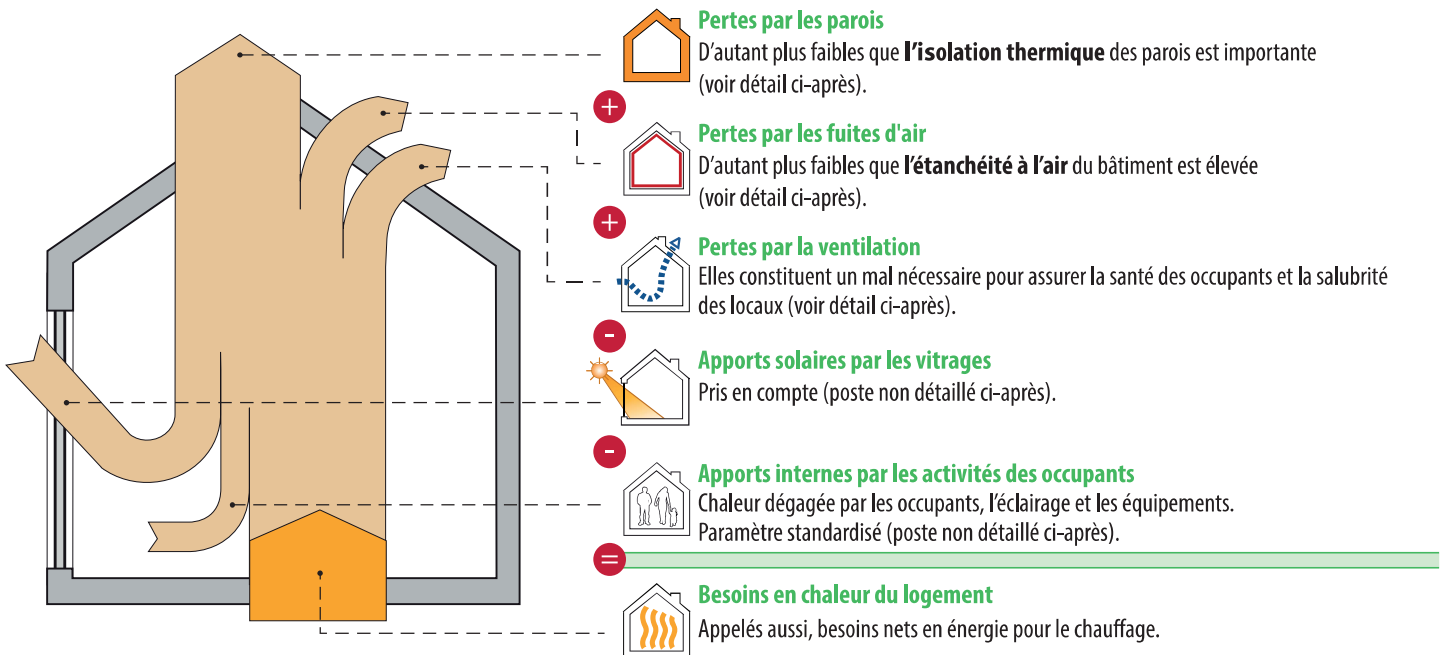 Pertes par les parois
D'autant plus faibles que l'isolation thermique des parois est importante
(voir détail ci-après).
+
Pertes par les fuites d'air
D'autant plus faibles que l'étanchéité à l'air du bâtiment est élevée
(voir détail ci-après).
+
Pertes par la ventilation
Elles constituent un mal nécessaire pour assurer la santé des occupants et la salubrité
des locaux (voir détail ci-après).
-
Apports solaires par les vitrages
Pris en compte (poste non détaillé ci-après).
-
Apports internes par les activités des occupants
Chaleur dégagée par les occupants, l'éclairage et les équipements.
Paramètre standardisé (poste non détaillé ci-après).
=
Besoins en chaleur du logement
Appelés aussi, besoins nets en énergie pour le chauffage.